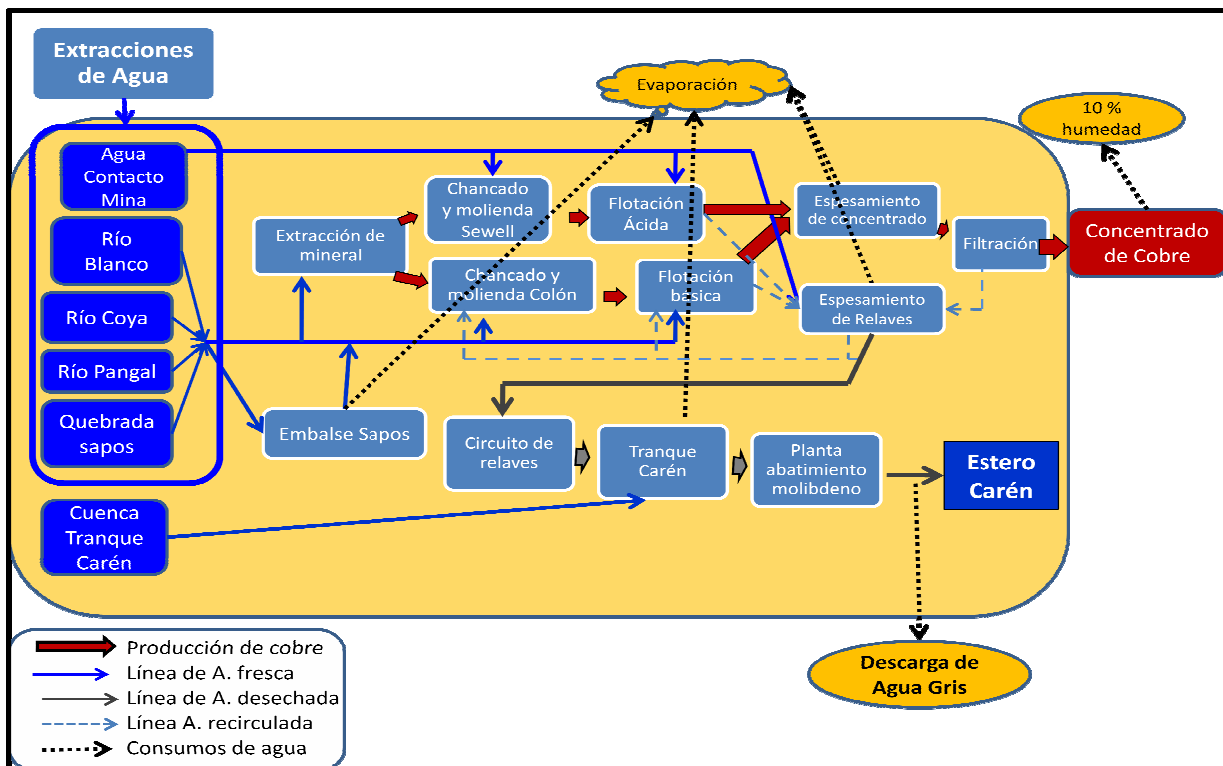 Extracciones
de Agua
Evaporación
10 %
humedad
Agua
Contacto
Mina
Chancado
y molienda
Sewell
Flotación
Ácida
Espesamiento
de concentrado
Río
Blanco
Extracción de
mineral
Filtración
Concentrado
de Cobre
Chancado y
molienda Colón
Flotación
básica
Río Coya
Espesamiento
de Relaves
Río Pangal
Quebrada
sapos
Embalse Sapos
Circuito de
relaves
Tranque
Carén
Planta
abatimiento
molibdeno
Estero
Carén
Cuenca
Tranque
Carén
Producción de cobre
Línea de A. fresca
Línea de A. desechada
Línea A. recirculada
Consumos de agua
Descarga de
Agua Gris